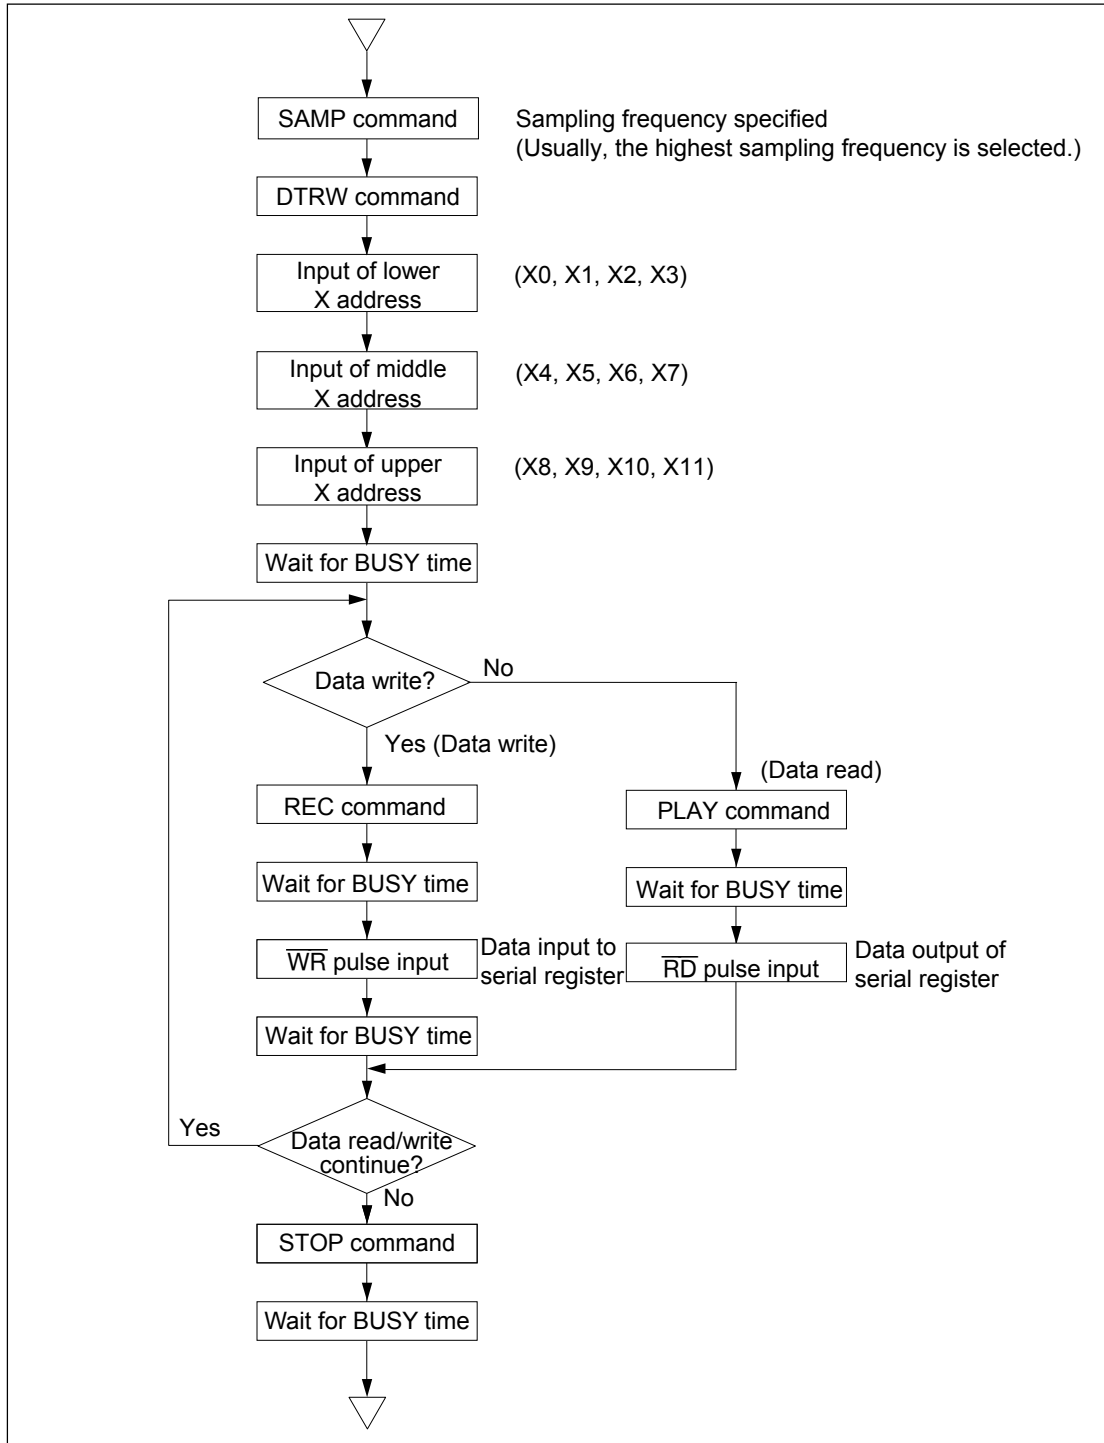 SAMP command
Sampling frequency specified
(Usually, the highest sampling frequency is selected.)
DTRW command
Input of lower
X address
(X0, X1, X2, X3)
Input of middle
X address
(X4, X5, X6, X7)
Input of upper
X address
(X8, X9, X10, X11)
Wait for BUSY time
Data write?
No
Yes (Data write)
(Data read)
REC command
PLAY command
Wait for BUSY time
Wait for BUSY time
W̅R̅ pulse input
Data input to
serial register
R̅D̅ pulse input
Data output of
serial register
Wait for BUSY time
Yes
Data read/write
continue?
No
STOP command
Wait for BUSY time